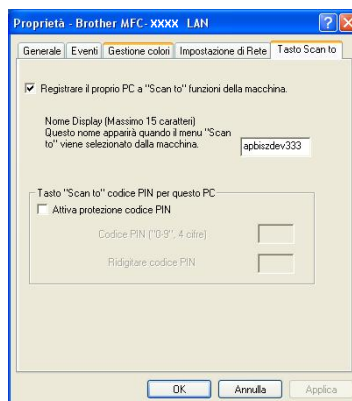 Proprietà - Brother MFC-XXXX LAN
Generale Eventi Gestione colori Impostazione di Rete Tasto Scan to
Registrare il proprio PC a "Scan to" funzioni della macchina.
Nome Display (Massimo 15 caratteri)
Questo nome apparirà quando il menu "Scan
to" viene selezionato dalla macchina.
apbiszdev333
Tasto "Scan to" codice PIN per questo PC
Attiva protezione codice PIN
Codice PIN ("0-9", 4 cifre)
Ridigitare codice PIN
OK Annulla Applica